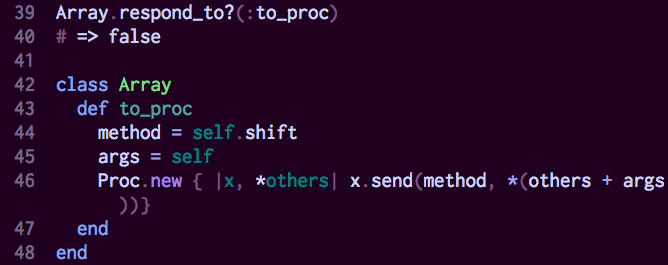 39 Array.respond_to?(:to_proc)
40 # => false
41
42 class Array
43   def to_proc
44     method = self.shift
45     args = self
46     Proc.new { |x, *others| x.send(method, *(others + args
      ))}
47   end
48 end